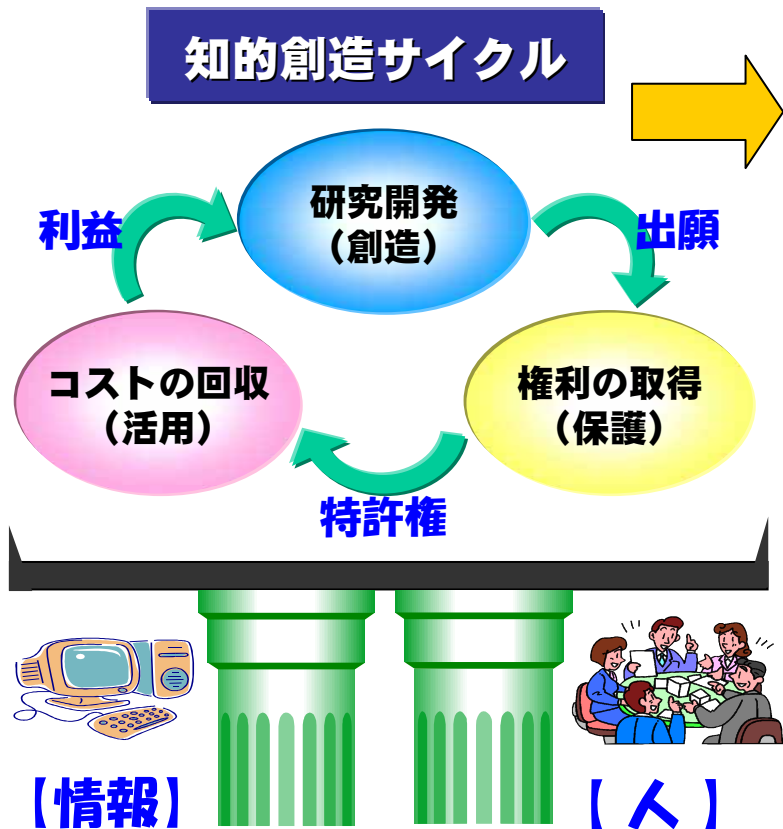 知的創造サイクル
研究開発
（創造）
利益
出願
コストの回収
（活用）
権利の取得
（保護）
特許権
【情報】
【人】